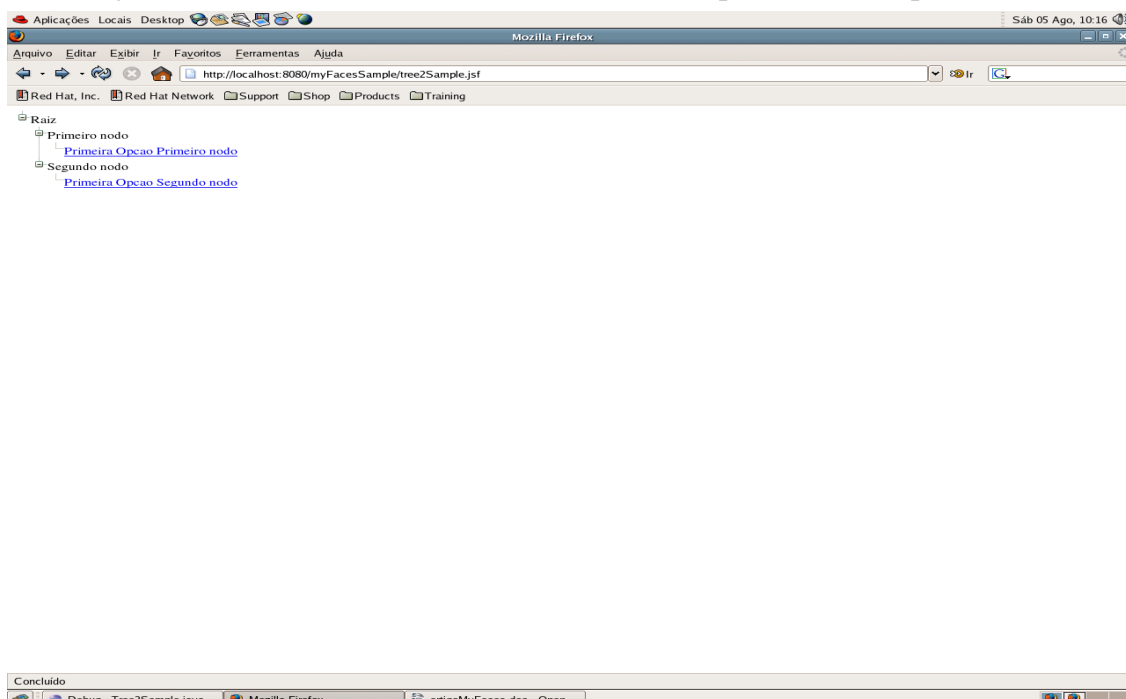 Aplicações Locais Desktop Sáb 05 Ago, 10:16
Mozilla Firefox
Arquivo Editar Exibir Ir Favoritos Ferramentas Ajuda
http://localhost:8080/myFacesSample/tree2Sample.jsf Ir G
Red Hat, Inc. Red Hat Network Support Shop Products Training
Raiz
Primeiro nodo
Primeira Opcao Primeiro nodo
Segundo nodo
Primeira Opcao Segundo nodo
Concluído
Mozilla Firefox